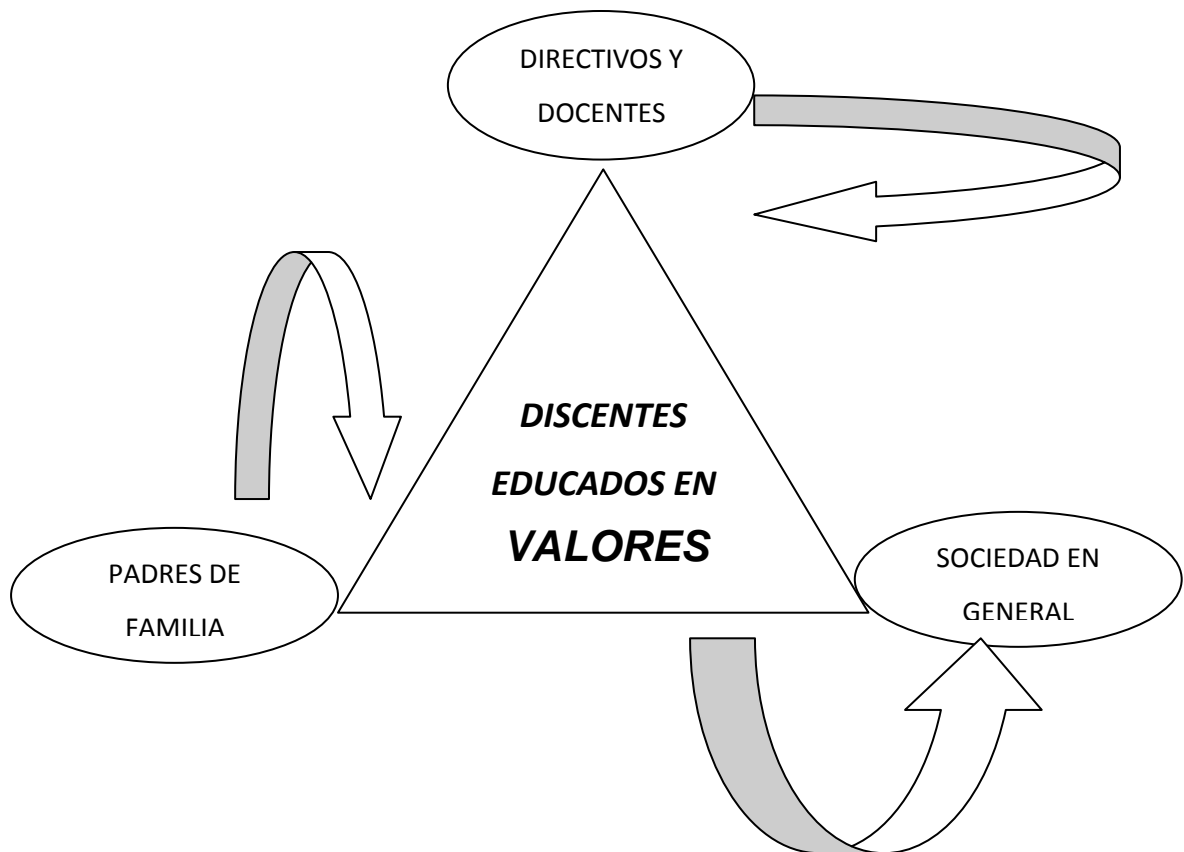 DIRECTIVOS Y
DOCENTES
DISCENTES
EDUCADOS EN
VALORES
PADRES DE
FAMILIA
SOCIEDAD EN
GENERAL